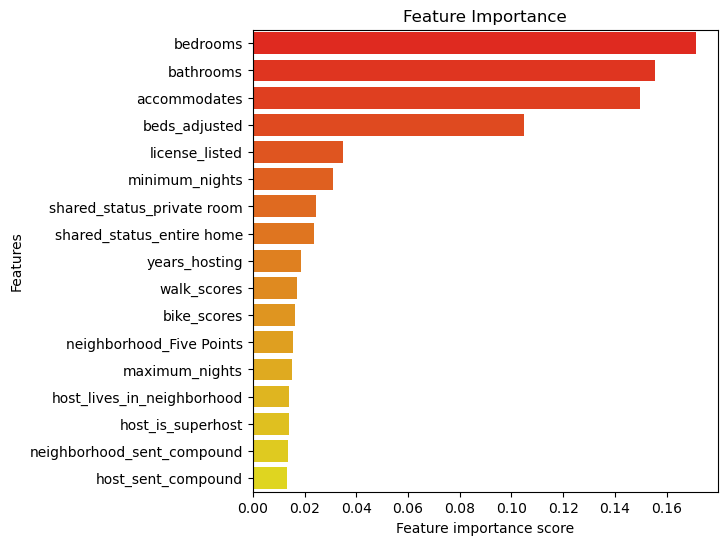 Feature Importance
Features
bedrooms
bathrooms
accommodates
beds_adjusted
license_listed
minimum_nights
shared_status_private room
shared_status_entire home
years_hosting
walk_scores
bike_scores
neighborhood_Five Points
maximum_nights
host_lives_in_neighborhood
host_is_superhost
neighborhood_sent_compound
host_sent_compound
0.00 0.02 0.04 0.06 0.08 0.10 0.12 0.14 0.16
Feature importance score